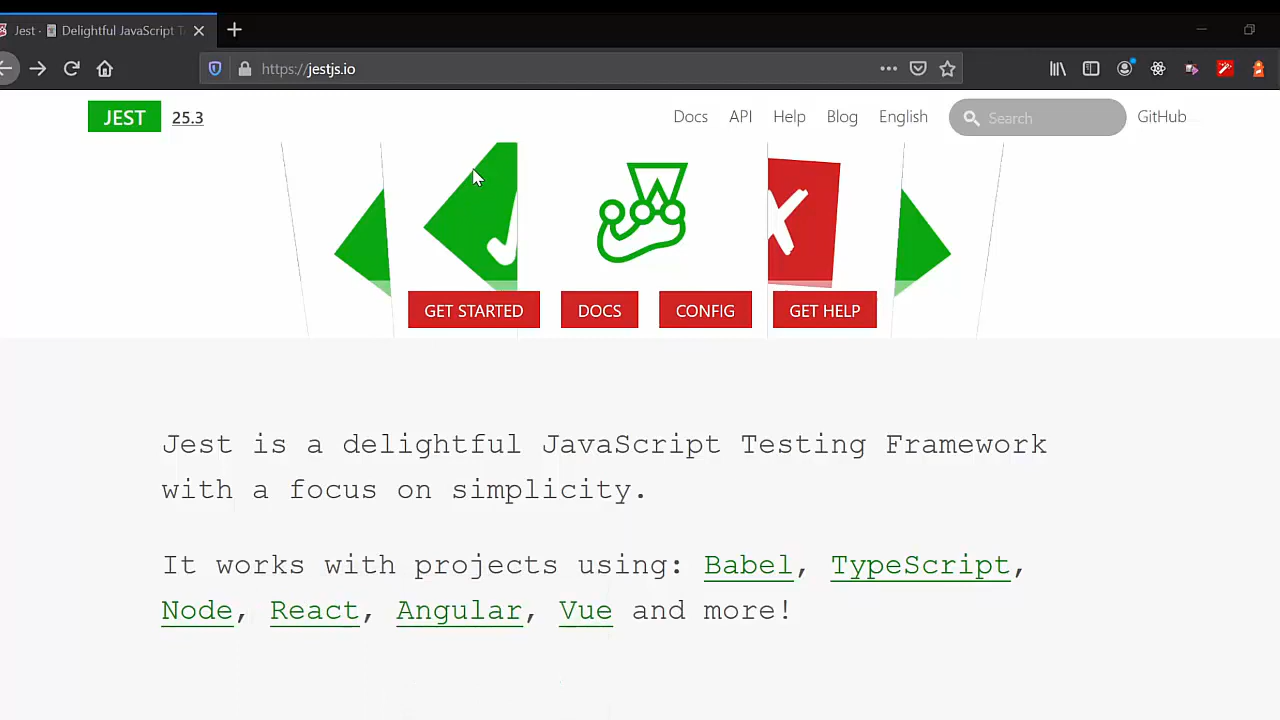 Jest · Delightful JavaScript T
https://jestjs.io
JEST 25.3 Docs API Help Blog English Search GitHub
GET STARTED DOCS CONFIG GET HELP
Jest is a delightful JavaScript Testing Framework
with a focus on simplicity.
It works with projects using: Babel, TypeScript,
Node, React, Angular, Vue and more!